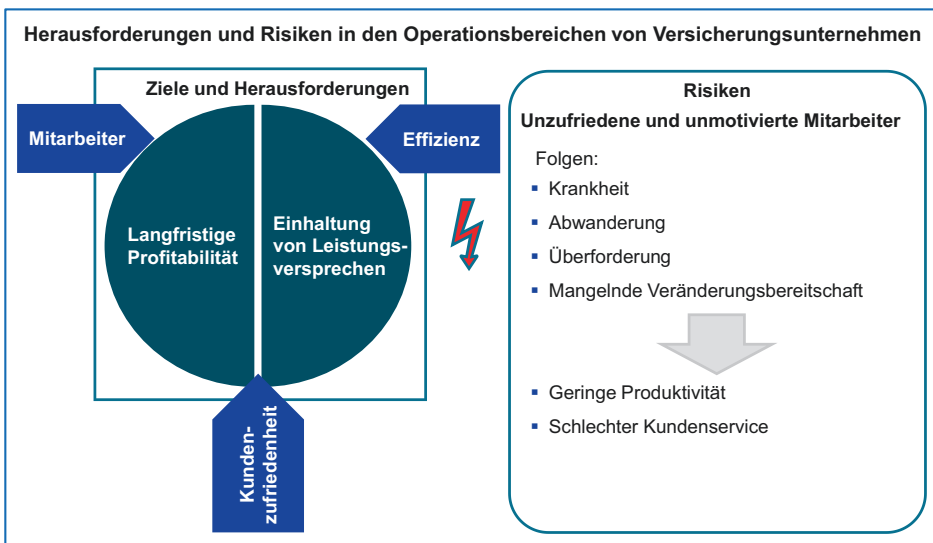 Herausforderungen und Risiken in den Operationsbereichen von Versicherungsunternehmen
Ziele und Herausforderungen
Mitarbeiter
Effizienz
Langfristige
Profitabilität
Einhaltung
von Leistungs-
versprechen
Kunden-
zufriedenheit
Risiken
Unzufriedene und unmotivierte Mitarbeiter
Folgen:
▪ Krankheit
▪ Abwanderung
▪ Überforderung
▪ Mangelnde Veränderungsbereitschaft
▪ Geringe Produktivität
▪ Schlechter Kundenservice